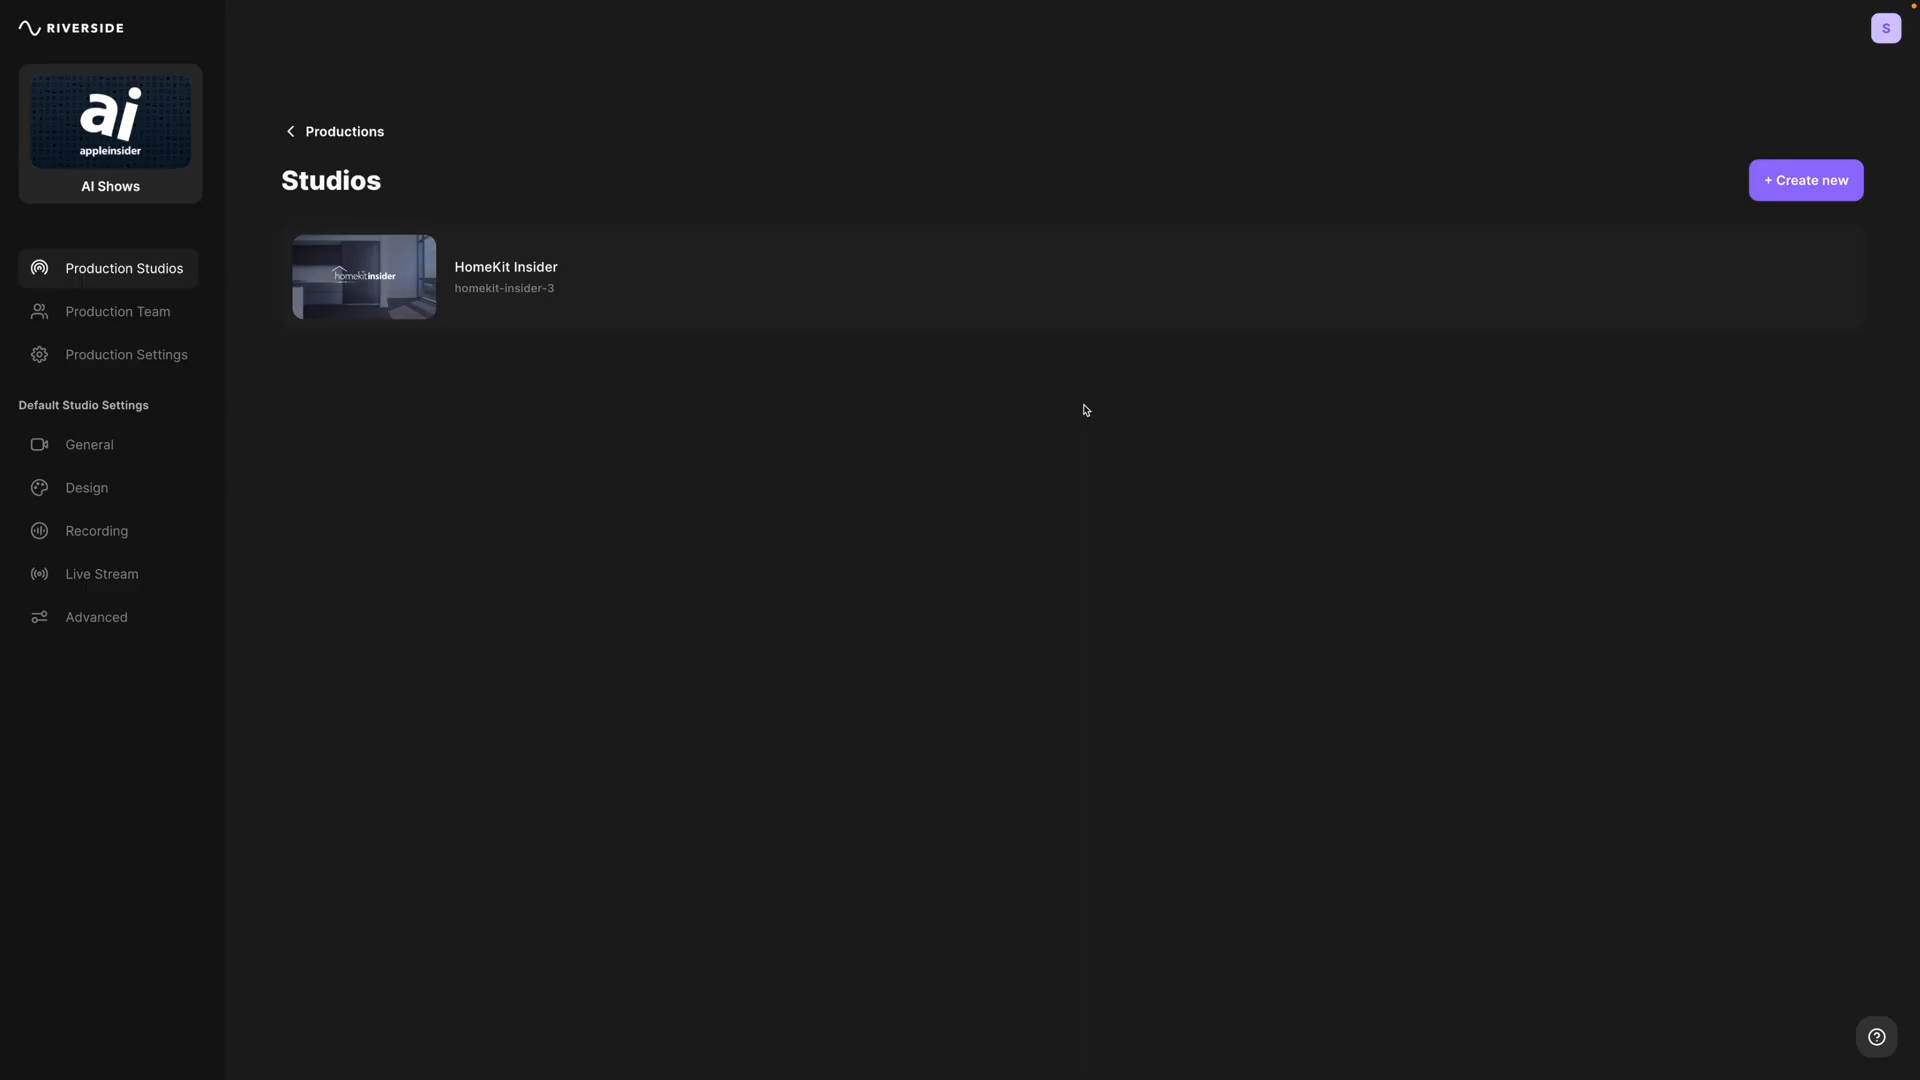 RIVERSIDE
S
ai
appleinsider
AI Shows
Productions
Studios
+ Create new
homekitinsider
HomeKit Insider
homekit-insider-3
Production Studios
Production Team
Production Settings
Default Studio Settings
General
Design
Recording
Live Stream
Advanced
?